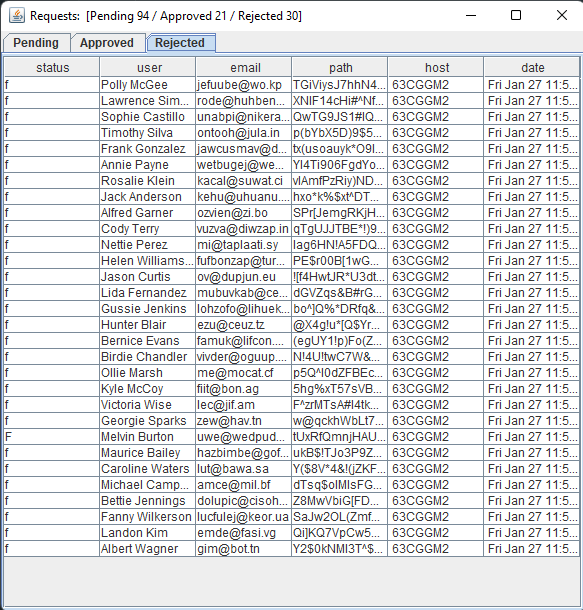 Requests: [Pending 94 / Approved 21 / Rejected 30]
Pending Approved Rejected
status user email path host date
f Polly McGee jefuube@wo.kp TGiViysJ7hhN4... 63CGGM2 Fri Jan 27 11:5...
f Lawrence Sim... rode@huhben... XNIF14cHi#^Nf... 63CGGM2 Fri Jan 27 11:5...
f Sophie Castillo unabpi@nikera... QwTG9JS1#IQ... 63CGGM2 Fri Jan 27 11:5...
f Timothy Silva ontooh@jula.in p(bYbX5D)9$5... 63CGGM2 Fri Jan 27 11:5...
f Frank Gonzalez jawcusmav@d... tx(usoauyk*O9I... 63CGGM2 Fri Jan 27 11:5...
f Annie Payne wetbugej@we... YI4Ti906FgdYo... 63CGGM2 Fri Jan 27 11:5...
f Rosalie Klein kacal@suwat.ci vlAmfPzRiy)ND... 63CGGM2 Fri Jan 27 11:5...
f Jack Anderson kehu@uhuanu.... hxo*k%$xt^DT... 63CGGM2 Fri Jan 27 11:5...
f Alfred Garner ozvien@zi.bo SPr[JemgRKjH... 63CGGM2 Fri Jan 27 11:5...
f Cody Terry vuzva@diwzap.in qTgUJJTBE*!)9... 63CGGM2 Fri Jan 27 11:5...
f Nettie Perez mi@taplaati.sy Iag6HN!A5FDQ... 63CGGM2 Fri Jan 27 11:5...
f Helen Williams... fufbonzap@tur... PE$r00B[1wG... 63CGGM2 Fri Jan 27 11:5...
f Jason Curtis ov@dupjun.eu ![f4HwtJR*U3dt... 63CGGM2 Fri Jan 27 11:5...
f Lida Fernandez mubuvkab@ce... dGVZqs&B#rG... 63CGGM2 Fri Jan 27 11:5...
f Gussie Jenkins lohzofo@lihuek... bo^]Q%*DRfq&... 63CGGM2 Fri Jan 27 11:5...
f Hunter Blair ezu@ceuz.tz @X4g!u*[Q$Yr... 63CGGM2 Fri Jan 27 11:5...
f Bernice Evans famuk@lifcon.... (egUY1!p)Fo(Z... 63CGGM2 Fri Jan 27 11:5...
f Birdie Chandler vivder@oguup.... N!4U!twC7W&... 63CGGM2 Fri Jan 27 11:5...
f Ollie Marsh me@mocat.cf p5Q^I0dZFBEc... 63CGGM2 Fri Jan 27 11:5...
f Kyle McCoy fiit@bon.ag 5hg%xT57sVB... 63CGGM2 Fri Jan 27 11:5...
f Victoria Wise lec@jif.am F^zrMTsA#I4tk... 63CGGM2 Fri Jan 27 11:5...
f Georgie Sparks zew@hav.tn w@qckhWbLt7... 63CGGM2 Fri Jan 27 11:5...
F Melvin Burton uwe@wedpud... tUxRfQmnjHAU... 63CGGM2 Fri Jan 27 11:5...
f Maurice Bailey hazbimbe@gof... ukB$!TJo3P9Z... 63CGGM2 Fri Jan 27 11:5...
f Caroline Waters lut@bawa.sa Y($8V*4&!(jZKF... 63CGGM2 Fri Jan 27 11:5...
f Michael Camp... amce@mil.bf dTsq$olMIsFG... 63CGGM2 Fri Jan 27 11:5...
f Bettie Jennings dolupic@cisoh... Z8MwVbiG[FD... 63CGGM2 Fri Jan 27 11:5...
f Fanny Wilkerson lucfulej@keor.ua SaJw2OL(Zmf... 63CGGM2 Fri Jan 27 11:5...
f Landon Kim emde@fasi.vg Qi]KQ7VpCw5... 63CGGM2 Fri Jan 27 11:5...
f Albert Wagner gim@bot.tn Y2$0kNMI3T^$... 63CGGM2 Fri Jan 27 11:5...